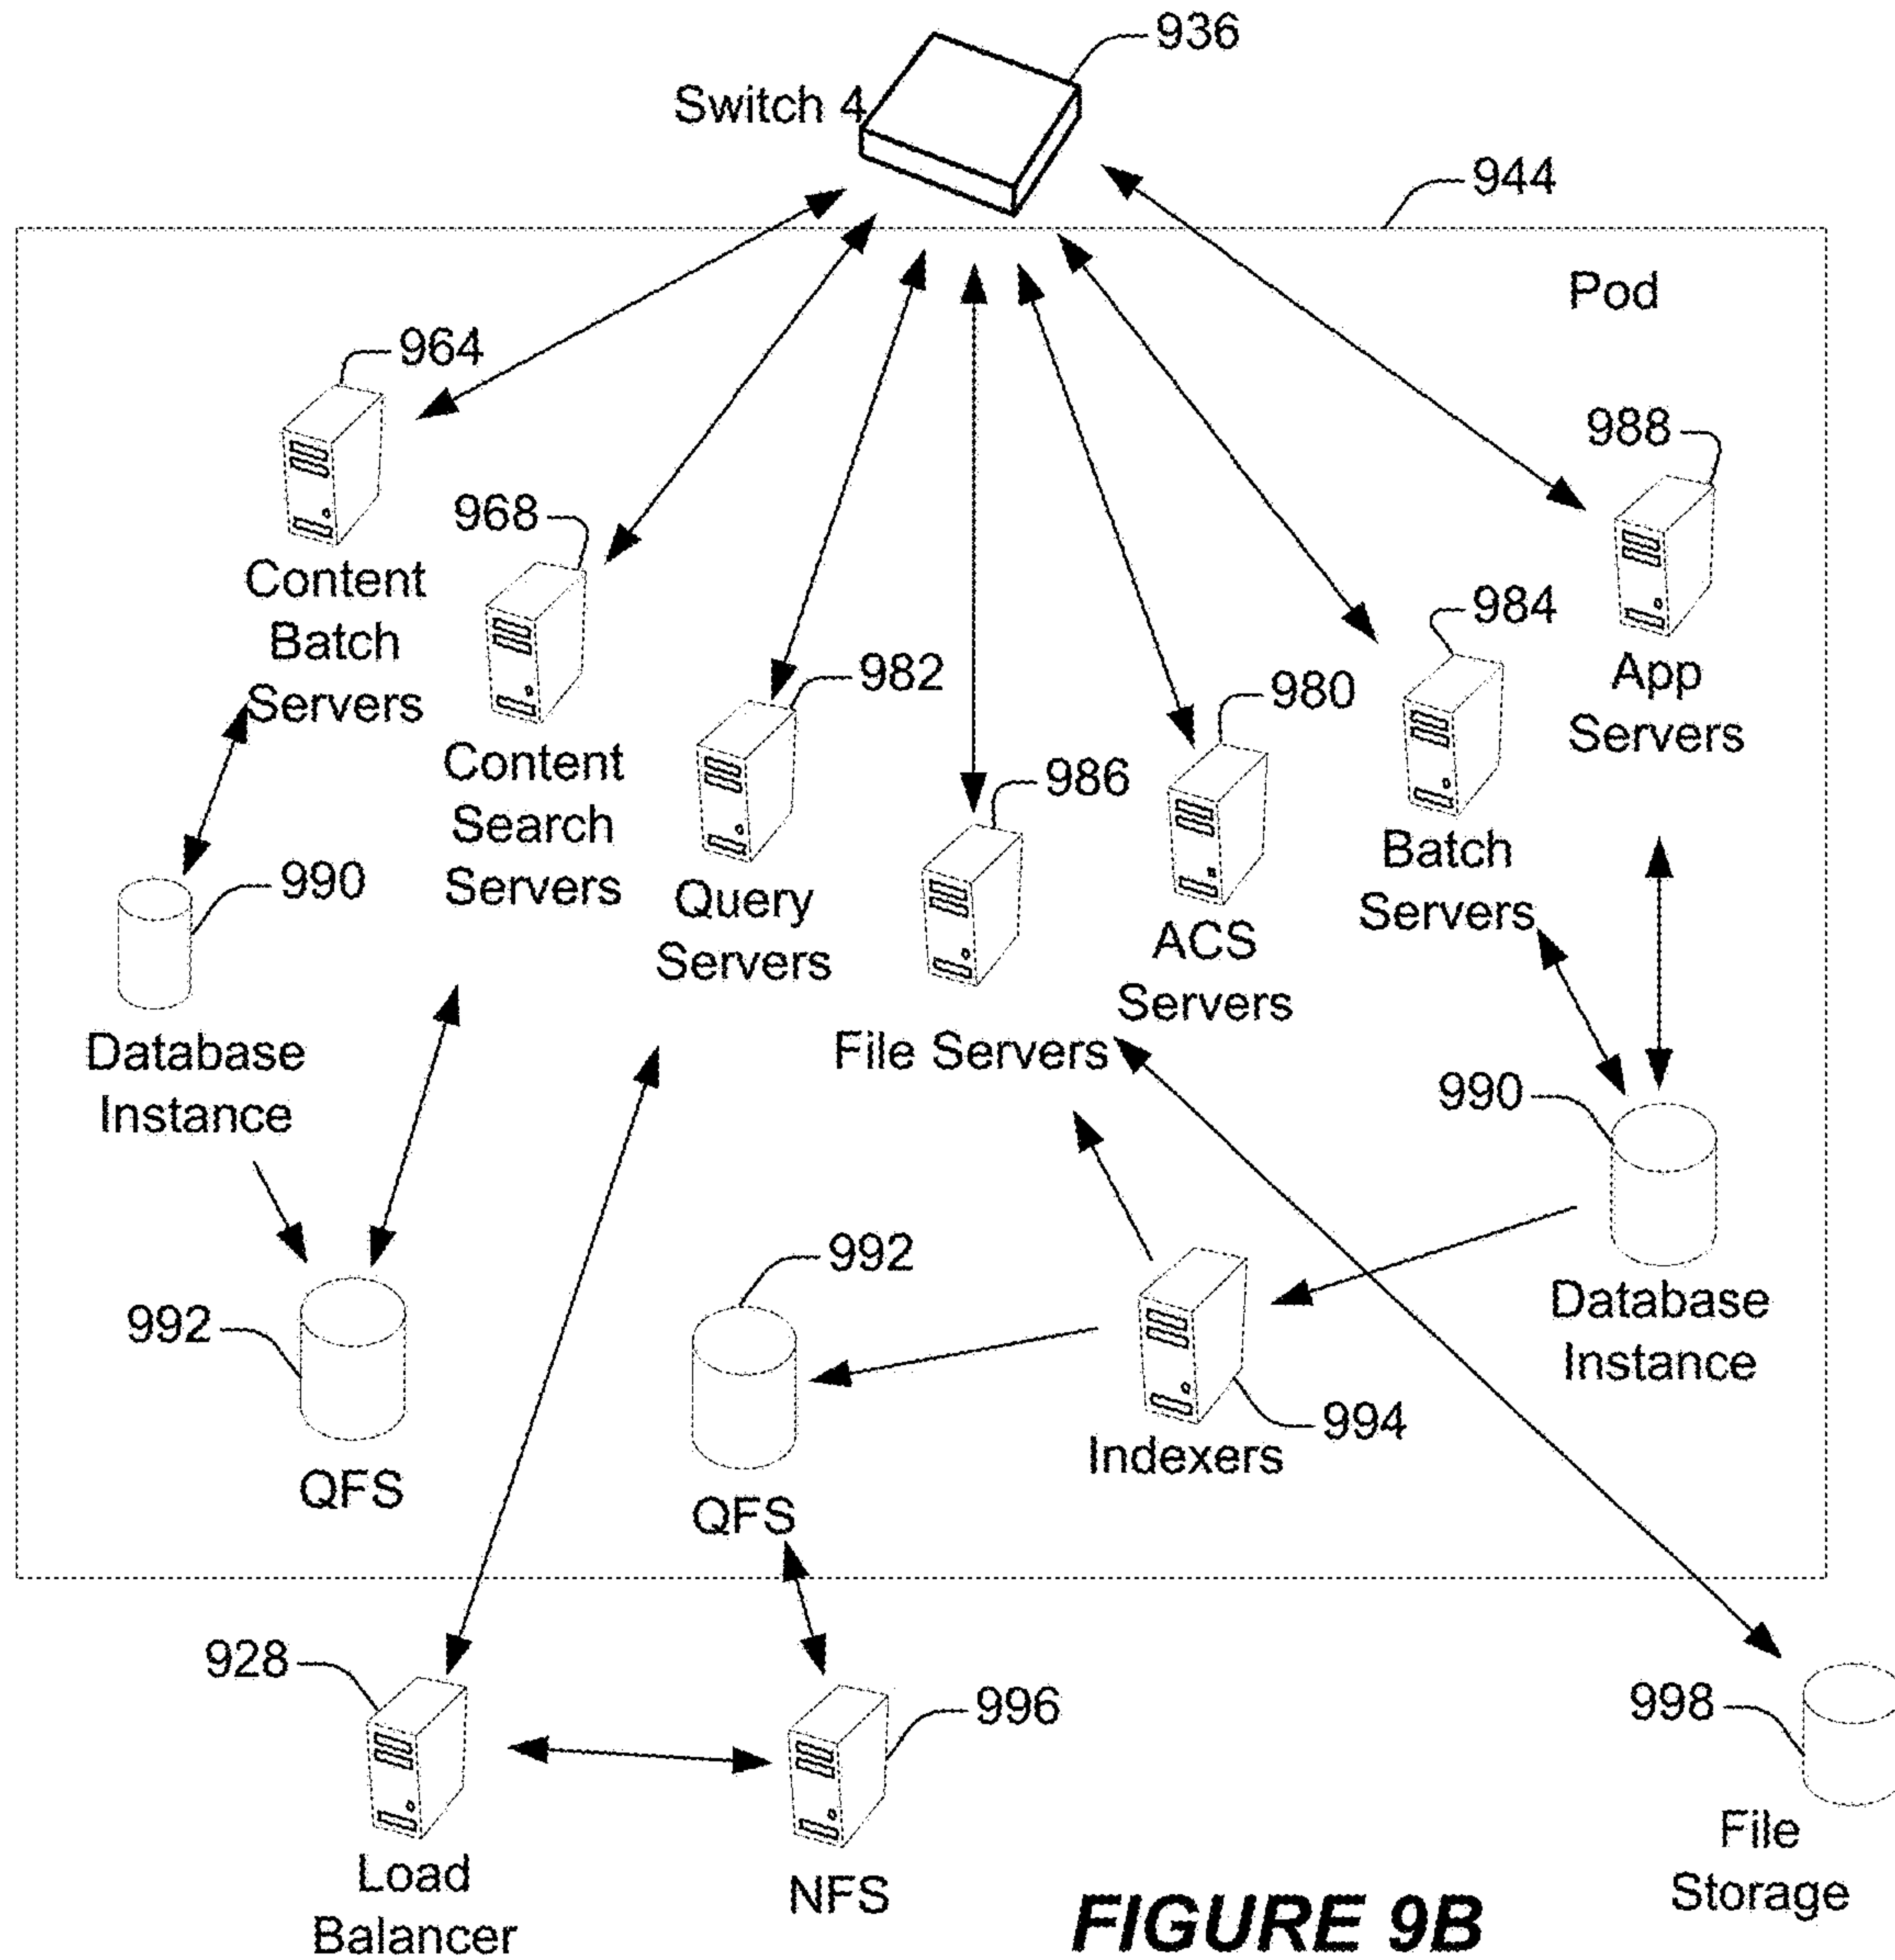 936
Switch 4
944
Pod
964
988
968
Content
Batch
Servers
984
982
980
App
Servers
Content
Search
Servers
986
Batch
Servers
990
Query
Servers
ACS
Servers
Database
Instance
File Servers
990
992
992
Database
Instance
994
Indexers
QFS
QFS
928
996
998
File
Storage
Load
Balancer
NFS
FIGURE 9B